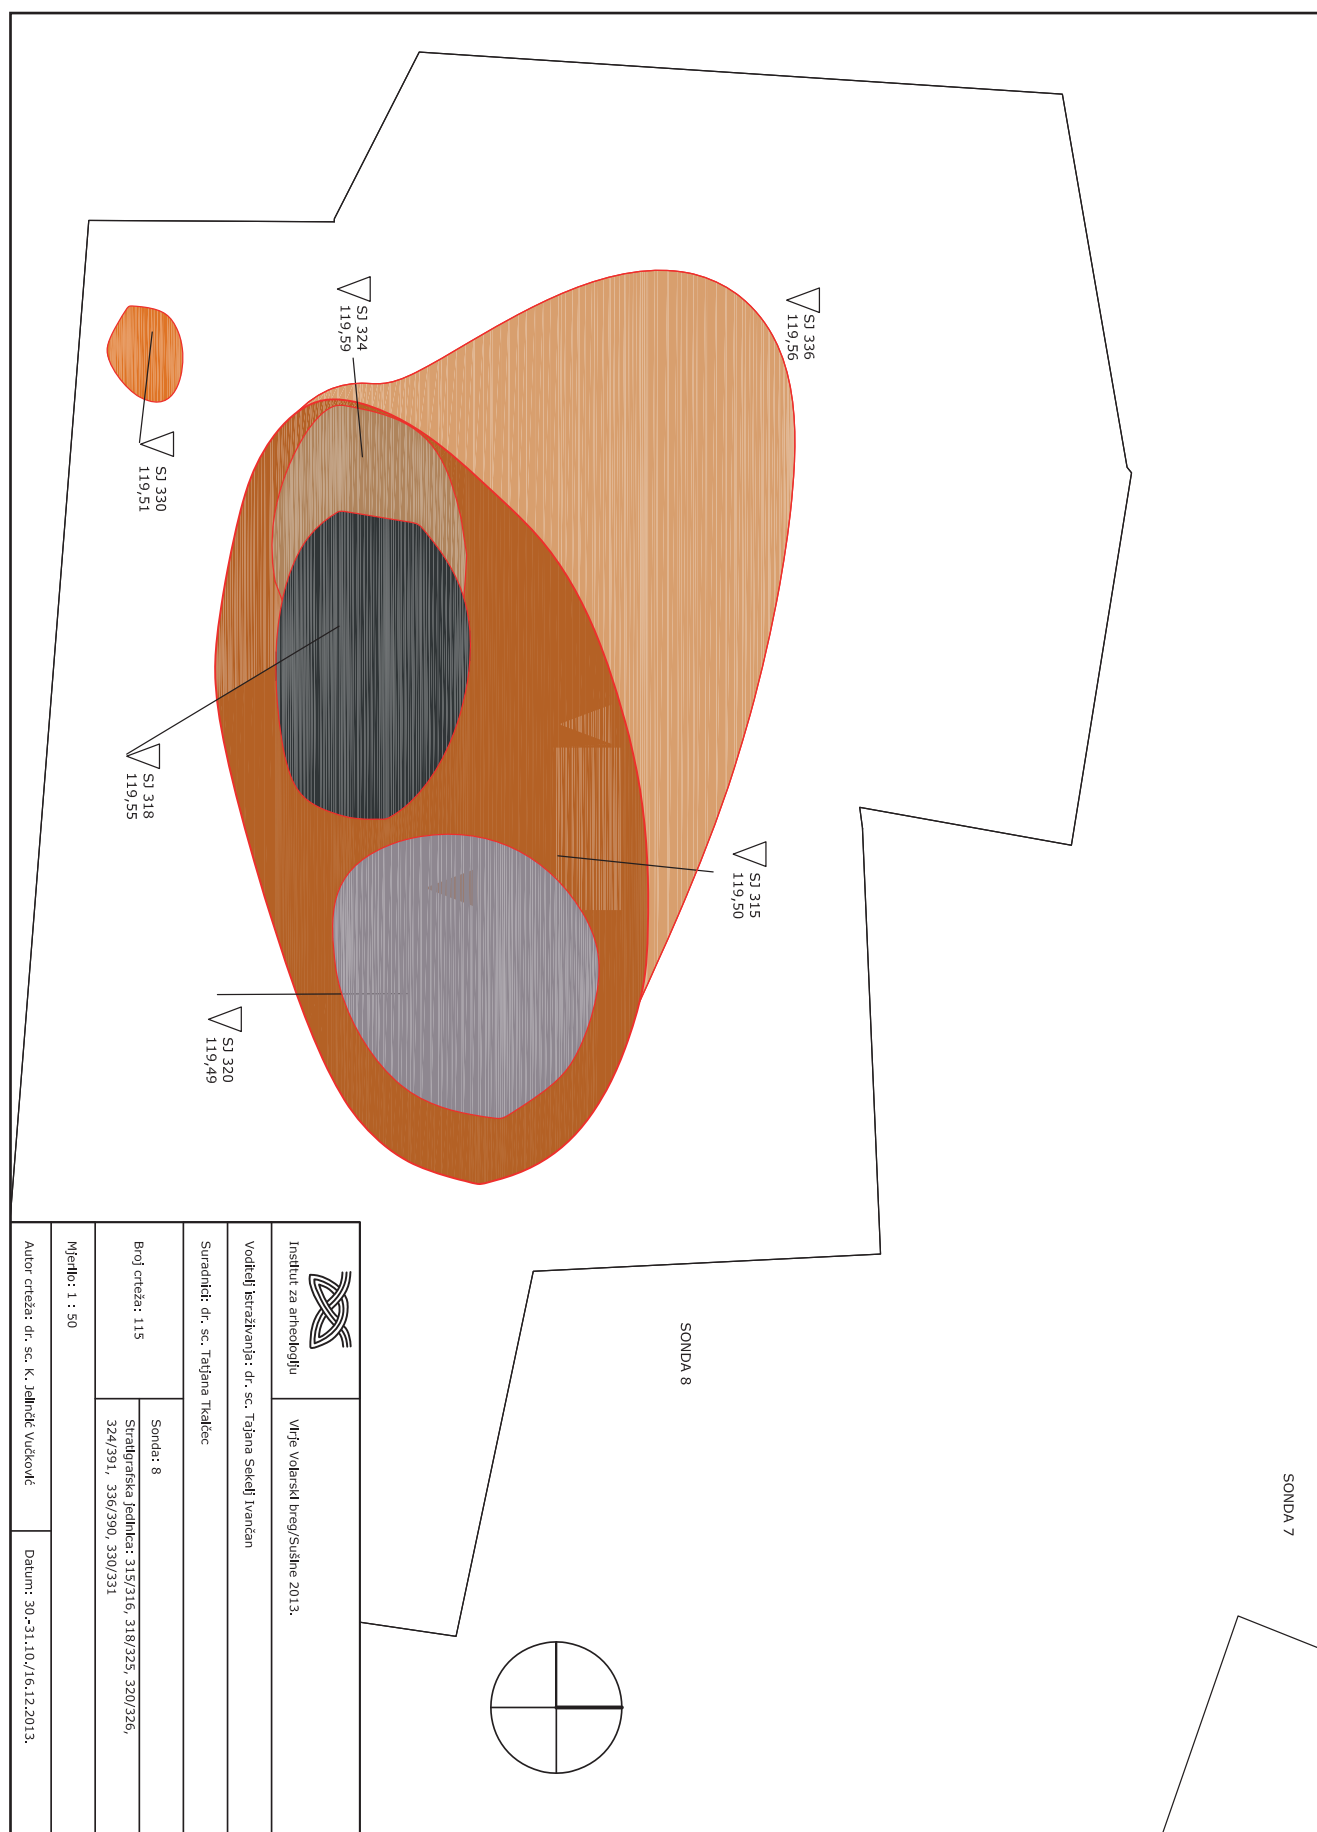 SONDA 7
SJ 336
119,56
SJ 315
119,50
SONDA 8
SJ 324
119,59
SJ 320
119,49
SJ 330
119,51
SJ 318
119,55
Institut za arheologiju
Virje Volarski breg/Sušine 2013.
Voditelj istraživanja: dr. sc. Tajana Sekelj Ivančan
Suradnici: dr. sc. Tatjana Tkalčec
Broj crteža: 115
Sonda: 8
Stratigrafska jedinica: 315/316, 318/325, 320/326,
324/391, 336/390, 330/331
Mjerilo: 1 : 50
Autor crteža: dr. sc. K. Jelinčić Vučković
Datum: 30.-31.10./16.12.2013.